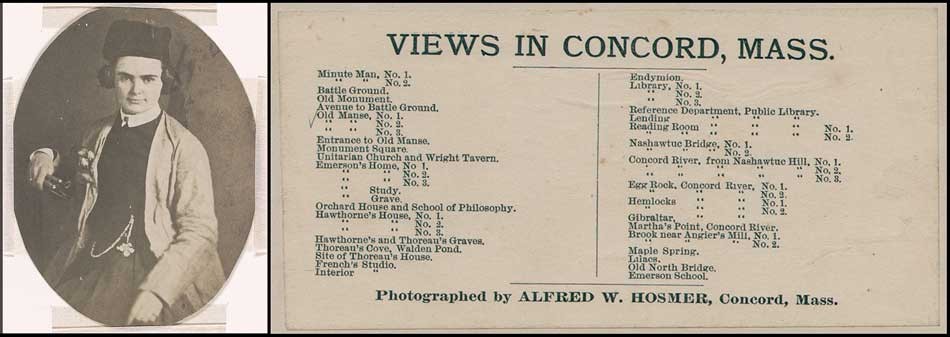 VIEWS IN CONCORD, MASS.
Minute Man, No. 1.
" " No. 2.
Battle Ground.
Old Monument.
Avenue to Battle Ground.
Old Manse, No. 1.
" " No. 2.
" " No. 3.
Entrance to Old Manse.
Monument Square.
Unitarian Church and Wright Tavern.
Emerson's Home, No 1.
" " No. 2.
" " No. 3.
" Study.
" Grave.
Orchard House and School of Philosophy.
Hawthorne's House, No. 1.
" " No. 2.
" " No. 3.
Hawthorne's and Thoreau's Graves.
Thoreau's Cove, Walden Pond.
Site of Thoreau's House.
French's Studio.
Interior "
Endymion.
Library, No. 1.
" No. 2.
" No. 3.
Reference Department, Public Library.
Lending " " "
Reading Room " " " No. 1.
" " " " " No. 2.
Nashawtuc Bridge, No. 1.
" " No. 2.
Concord River, from Nashawtuc Hill, No. 1.
" " " " " No. 2.
" " " " " No. 3.
Egg Rock, Concord River, No. 1.
" " " " No. 2.
Hemlocks " " No. 1.
" " " No. 2.
Gibraltar, " "
Martha's Point, Concord River.
Brook near Angier's Mill, No. 1.
" " " " No. 2.
Maple Spring.
Lilacs.
Old North Bridge.
Emerson School.
Photographed by ALFRED W. HOSMER, Concord, Mass.